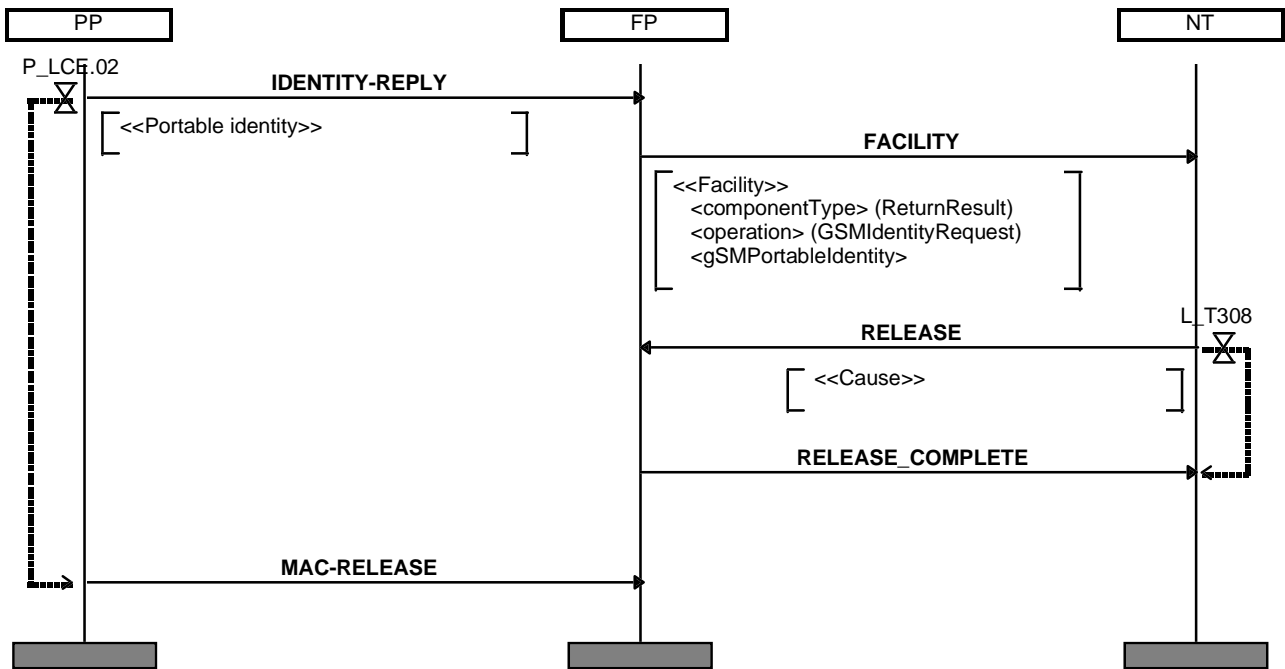 PP
FP
NT
P_LCE.02
IDENTITY-REPLY
<<Portable identity>>
FACILITY
<<Facility>>
<componentType> (ReturnResult)
<operation> (GSMIdentityRequest)
<gSMPortableIdentity>
L_T308
RELEASE
<<Cause>>
RELEASE_COMPLETE
MAC-RELEASE